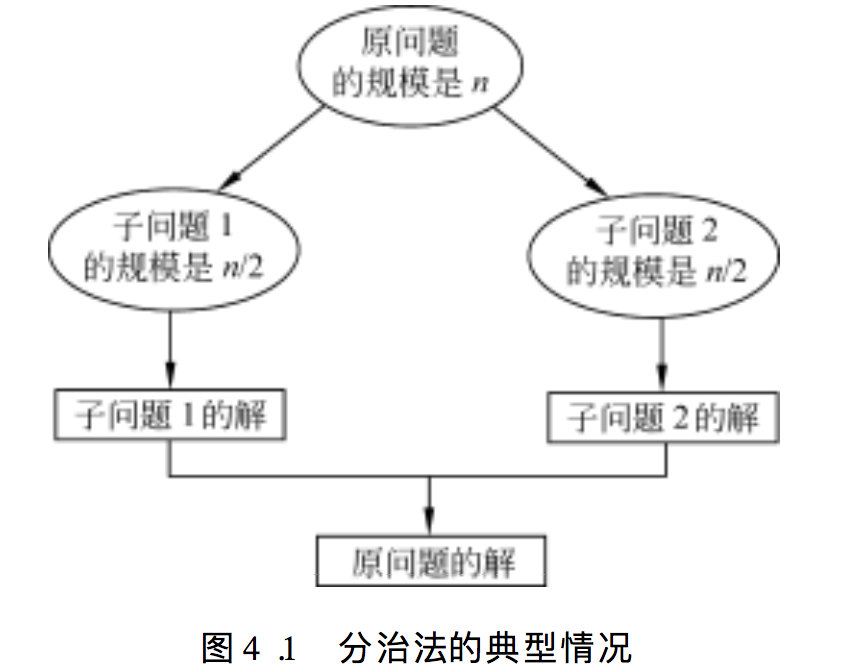 原问题
的规模是 n
子问题 1
的规模是 n/2
子问题 2
的规模是 n/2
子问题 1 的解
子问题 2 的解
原问题的解
图 4 .1 分治法的典型情况